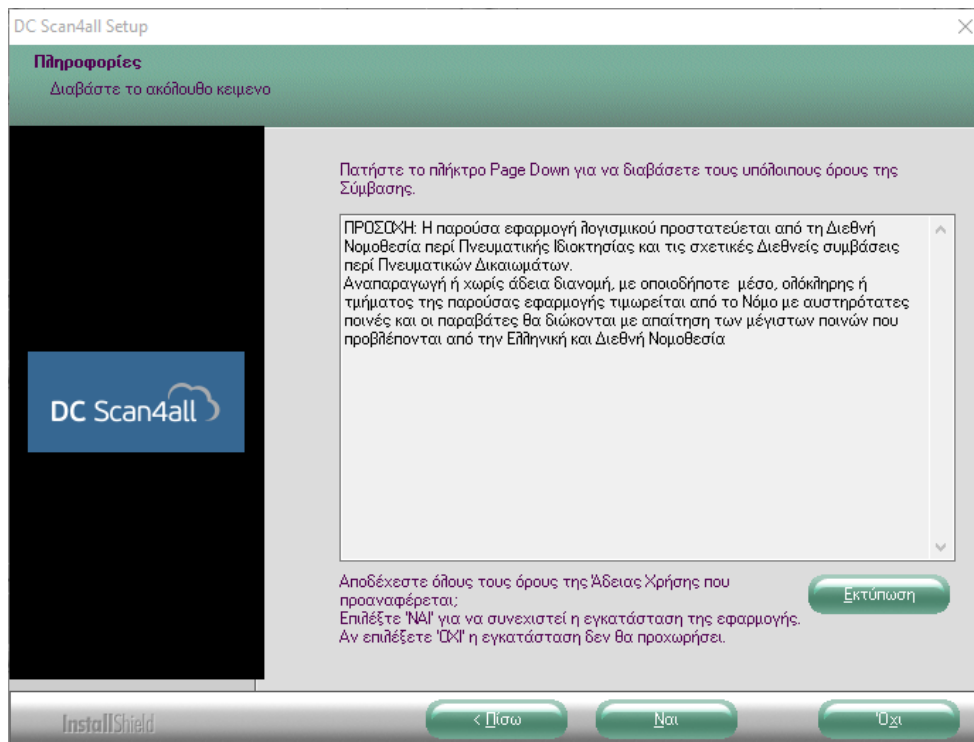 DC Scan4all Setup
Πληροφορίες
Διαβάστε το ακόλουθο κειμενο
Πατήστε το πλήκτρο Page Down για να διαβάσετε τους υπόλοιπους όρους της
Σύμβασης.
ΠΡΟΣΟΧΗ: Η παρούσα εφαρμογή λογισμικού προστατεύεται από τη Διεθνή
Νομοθεσία περί Πνευματικής Ιδιοκτησίας και τις σχετικές Διεθνείς συμβάσεις
περί Πνευματικών Δικαιωμάτων.
Αναπαραγωγή ή χωρίς άδεια διανομή, με οποιοδήποτε μέσο, ολόκληρης ή
τμήματος της παρούσας εφαρμογής τιμωρείται από το Νόμο με αυστηρότατες
ποινές και οι παραβάτες θα διώκονται με απαίτηση των μέγιστων ποινών που
προβλέπονται από την Ελληνική και Διεθνή Νομοθεσία
DC Scan4all
Αποδέχεστε όλους τους όρους της Άδειας Χρήσης που
προαναφέρεται;
Επιλέξτε 'ΝΑΙ' για να συνεχιστεί η εγκατάσταση της εφαρμογής.
Αν επιλέξετε 'ΟΧΙ' η εγκατάσταση δεν θα προχωρήσει.
Εκτύπωση
InstallShield
< Πίσω
Ναι
Όχι